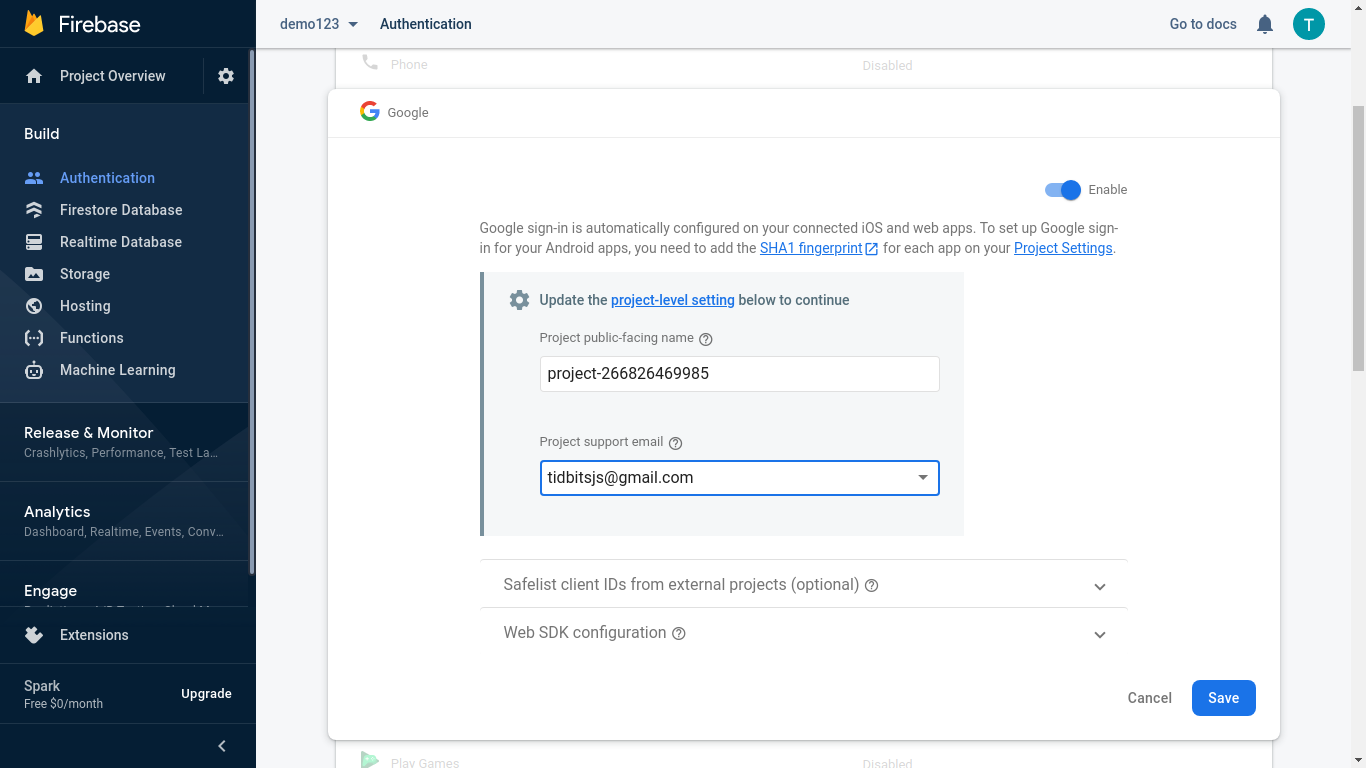 Firebase
Project Overview
Build
Authentication
Firestore Database
Realtime Database
Storage
Hosting
Functions
Machine Learning
Release & Monitor
Crashlytics, Performance, Test La...
Analytics
Dashboard, Realtime, Events, Conv...
Engage
Extensions
Spark
Free $0/month
Upgrade
demo123
Authentication
Go to docs
T
Phone
Disabled
Google
Enable
Google sign-in is automatically configured on your connected iOS and web apps. To set up Google sign-
in for your Android apps, you need to add the SHA1 fingerprint for each app on your Project Settings.
Update the project-level setting below to continue
Project public-facing name
project-266826469985
Project support email
tidbitsjs@gmail.com
Safelist client IDs from external projects (optional)
Web SDK configuration
Cancel
Save
Play Games
Disabled